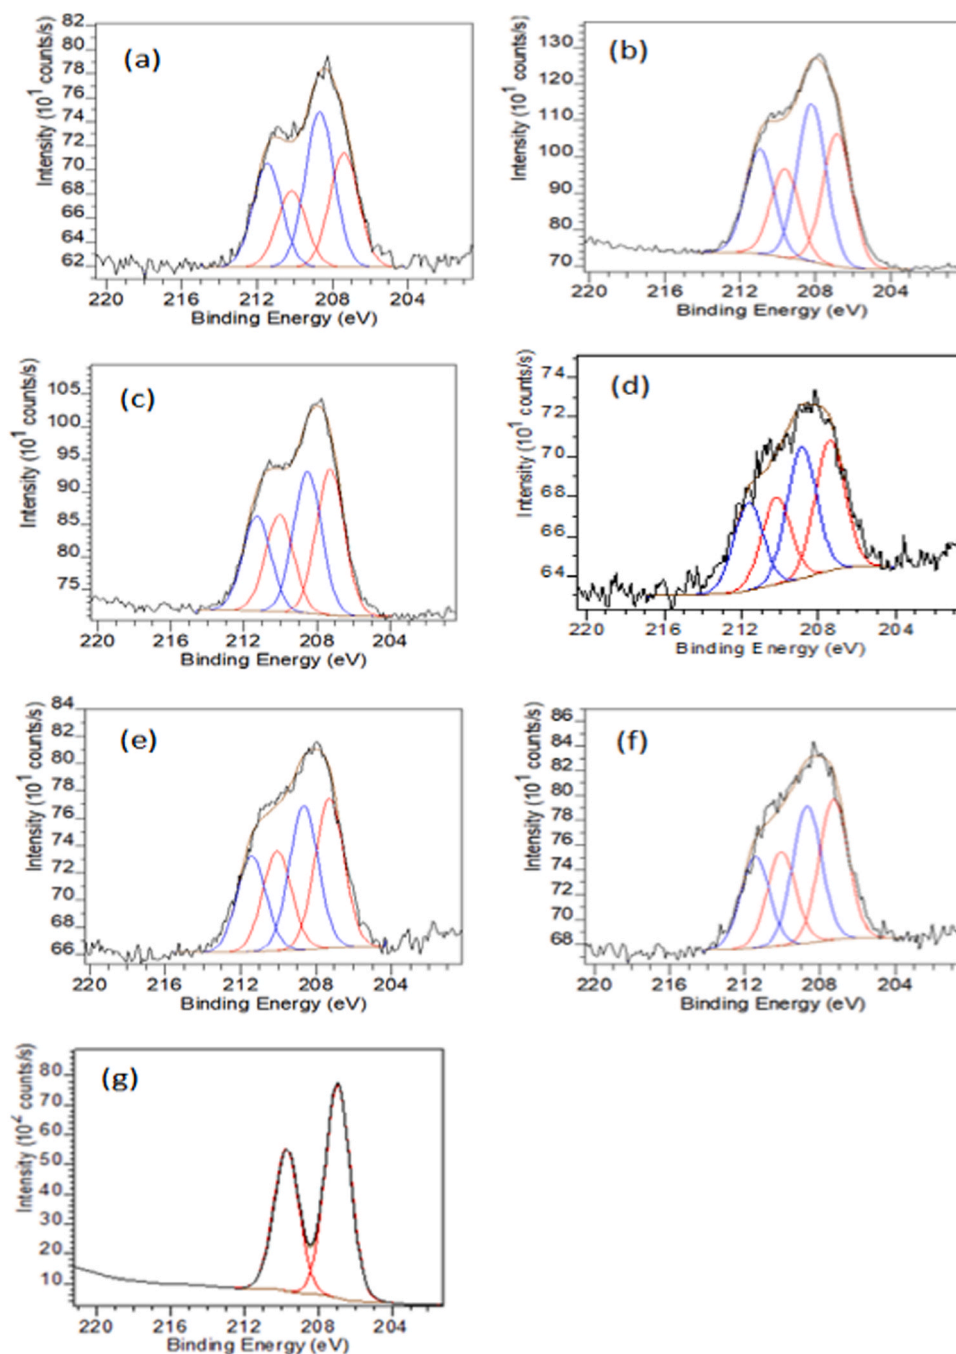 (a)
Intensity (10¹ counts/s)
82
80
78
76
74
72
70
68
66
64
62
220 216 212 208 204
Binding Energy (eV)
(b)
Intensity (10¹ counts/s)
130
120
110
100
90
80
70
220 216 212 208 204
Binding Energy (eV)
(c)
Intensity (10¹ counts/s)
105
100
95
90
85
80
75
220 216 212 208 204
Binding Energy (eV)
(d)
Intensity (10¹ counts/s)
74
72
70
68
66
64
220 216 212 208 204
Binding Energy (eV)
(e)
Intensity (10¹ counts/s)
84
82
80
78
76
74
72
70
68
66
220 216 212 208 204
Binding Energy (eV)
(f)
Intensity (10¹ counts/s)
86
84
82
80
78
76
74
72
70
68
220 216 212 208 204
Binding Energy (eV)
(g)
Intensity (10⁻² counts/s)
80
70
60
50
40
30
20
10
220 216 212 208 204
Binding Energy (eV)